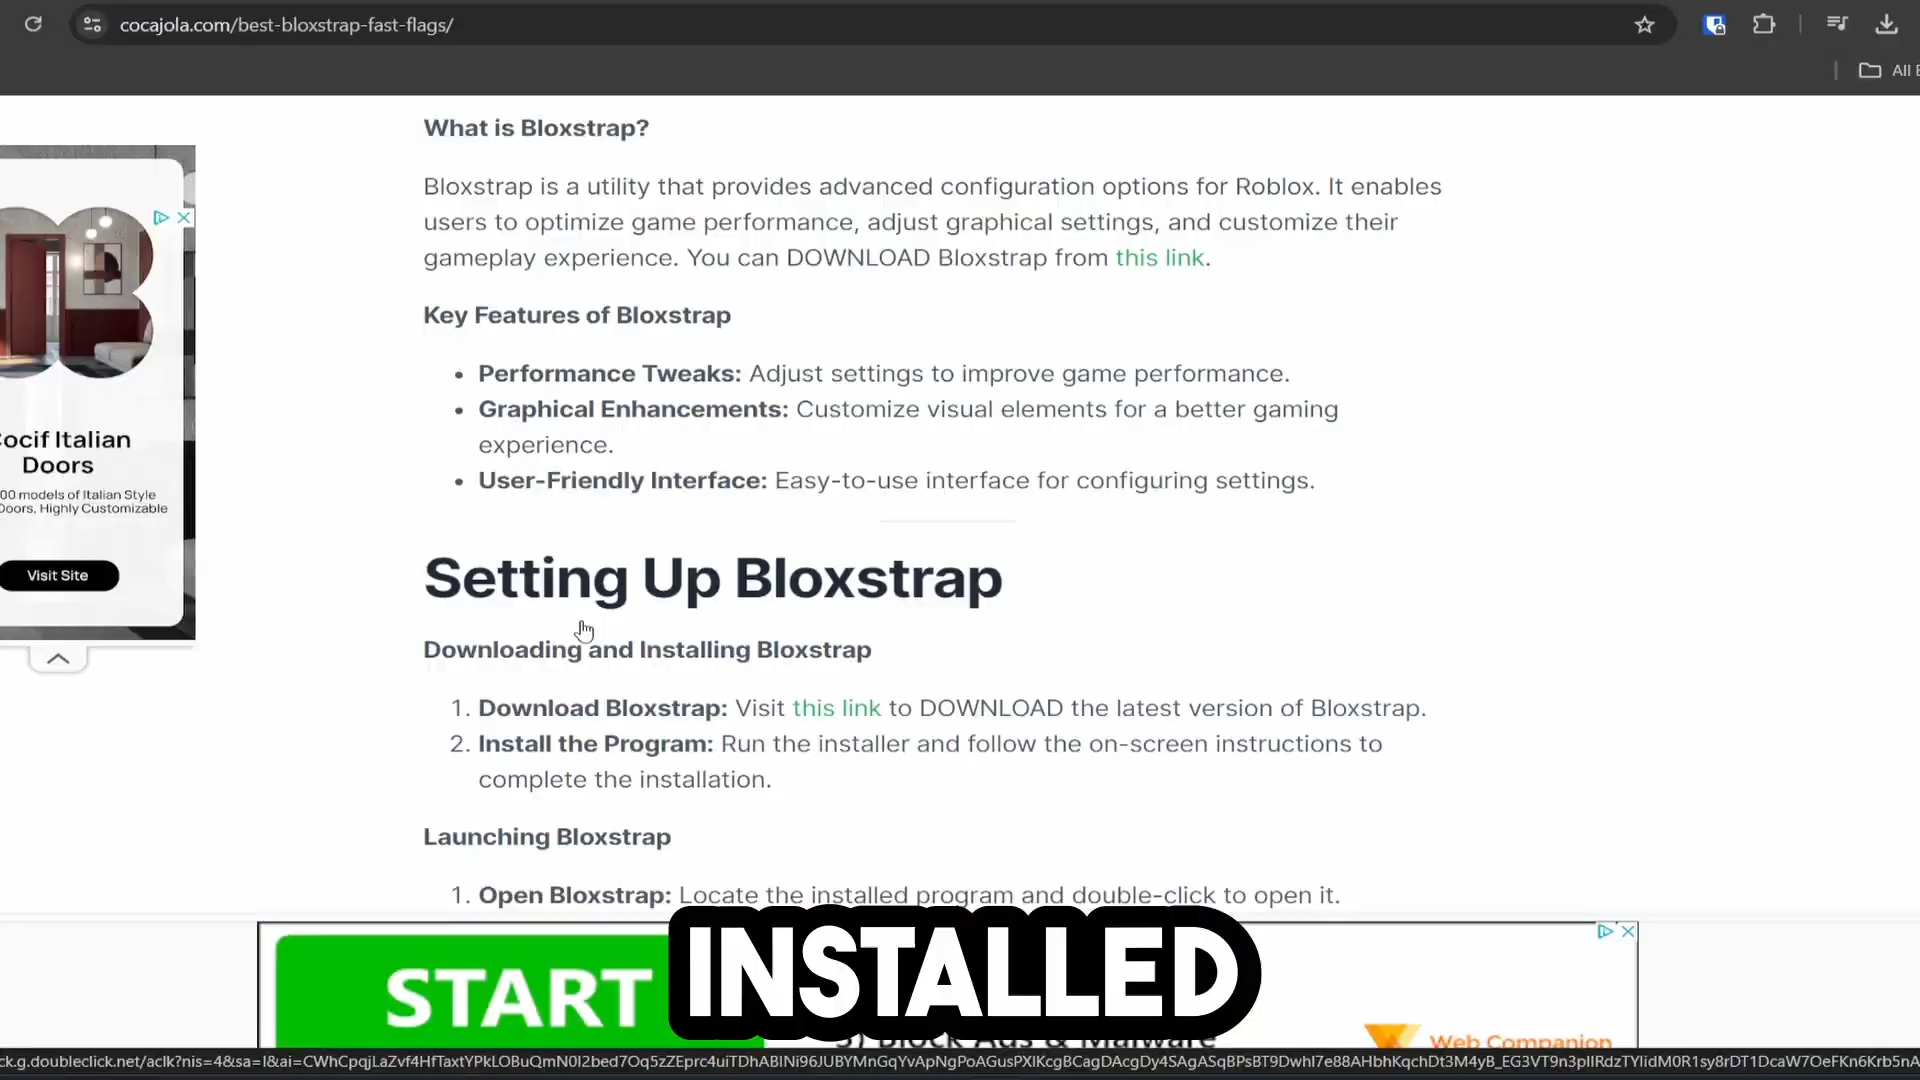 cocajola.com/best-bloxstrap-fast-flags/
All
What is Bloxstrap?
Bloxstrap is a utility that provides advanced configuration options for Roblox. It enables
users to optimize game performance, adjust graphical settings, and customize their
gameplay experience. You can DOWNLOAD Bloxstrap from this link.
Key Features of Bloxstrap
• Performance Tweaks: Adjust settings to improve game performance.
• Graphical Enhancements: Customize visual elements for a better gaming
experience.
• User-Friendly Interface: Easy-to-use interface for configuring settings.
ocif Italian
Doors
00 models of Italian Style
Doors, Highly Customizable
Visit Site
Setting Up Bloxstrap
Downloading and Installing Bloxstrap
1. Download Bloxstrap: Visit this link to DOWNLOAD the latest version of Bloxstrap.
2. Install the Program: Run the installer and follow the on-screen instructions to
complete the installation.
Launching Bloxstrap
1. Open Bloxstrap: Locate the installed program and double-click to open it.
START
INSTALLED
3) Block Ads & Malware
Web Companion